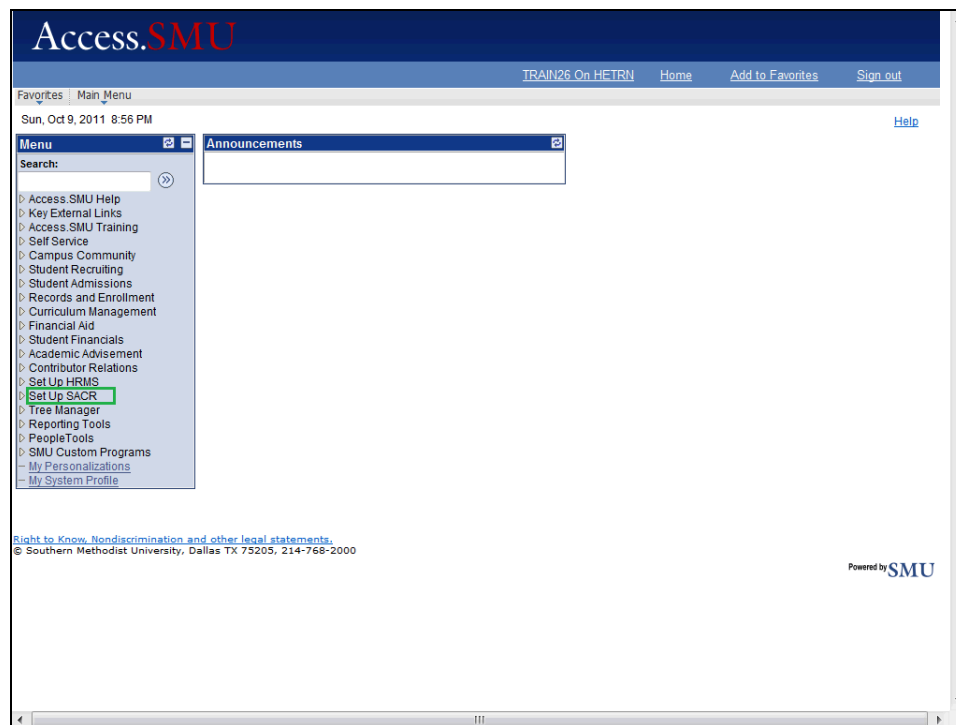 Access.SMU
TRAIN26 On HETRN Home Add to Favorites Sign out
Favorites Main Menu
Sun, Oct 9, 2011 8:56 PM
Help
Menu
Search:
Access.SMU Help
Key External Links
Access.SMU Training
Self Service
Campus Community
Student Recruiting
Student Admissions
Records and Enrollment
Curriculum Management
Financial Aid
Student Financials
Academic Advisement
Contributor Relations
Set Up HRMS
Set Up SACR
Tree Manager
Reporting Tools
PeopleTools
SMU Custom Programs
My Personalizations
My System Profile
Announcements
Right to Know, Nondiscrimination and other legal statements.
© Southern Methodist University, Dallas TX 75205, 214-768-2000
Powered by SMU